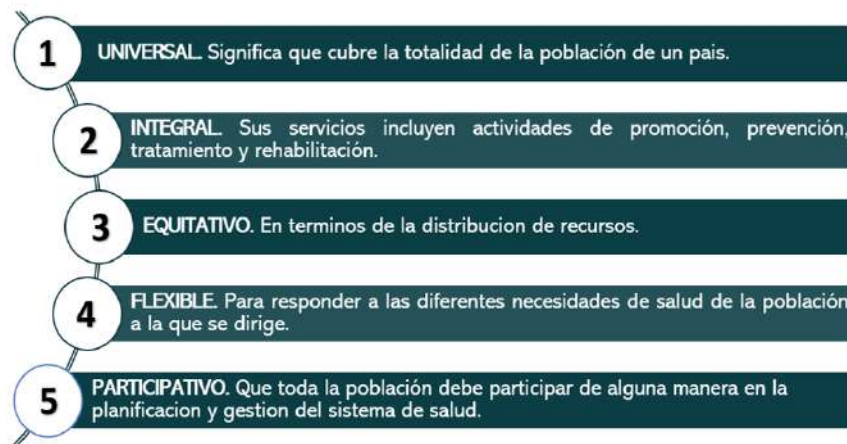 1
UNIVERSAL. Significa que cubre la totalidad de la población de un pais.
2
INTEGRAL. Sus servicios incluyen actividades de promoción, prevención,
tratamiento y rehabilitación.
3
EQUITATIVO. En terminos de la distribucion de recursos.
4
FLEXIBLE. Para responder a las diferentes necesidades de salud de la población
a la que se dirige.
5
PARTICIPATIVO. Que toda la población debe participar de alguna manera en la
planificacion y gestion del sistema de salud.